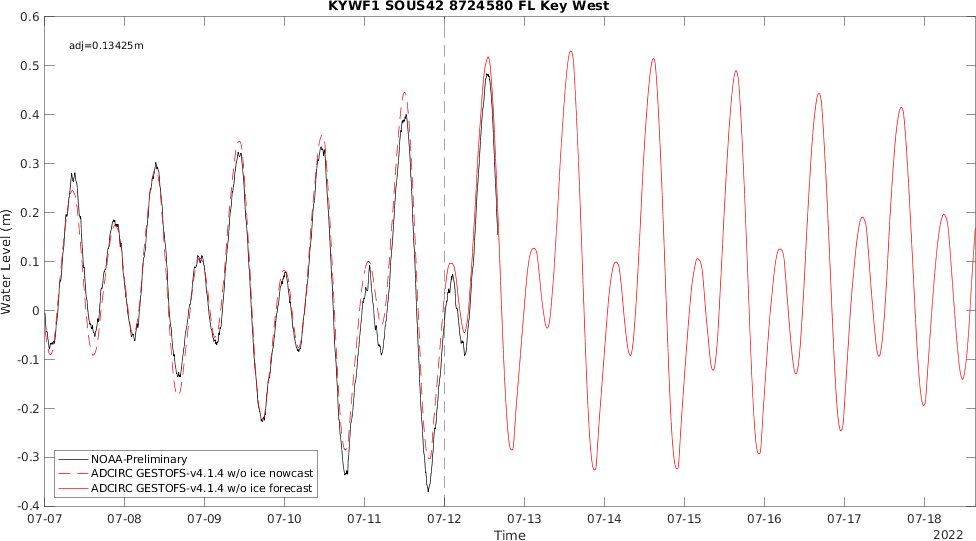 KYWF1 SOUS42 8724580 FL Key West
adj=0.13425m
0.6
0.5
0.4
0.3
0.2
0.1
0
-0.1
-0.2
-0.3
-0.4
Water Level (m)
NOAA-Preliminary
ADCIRC GESTOFS-v4.1.4 w/o ice nowcast
ADCIRC GESTOFS-v4.1.4 w/o ice forecast
07-07 07-08 07-09 07-10 07-11 07-12 07-13 07-14 07-15 07-16 07-17 07-18
Time
2022